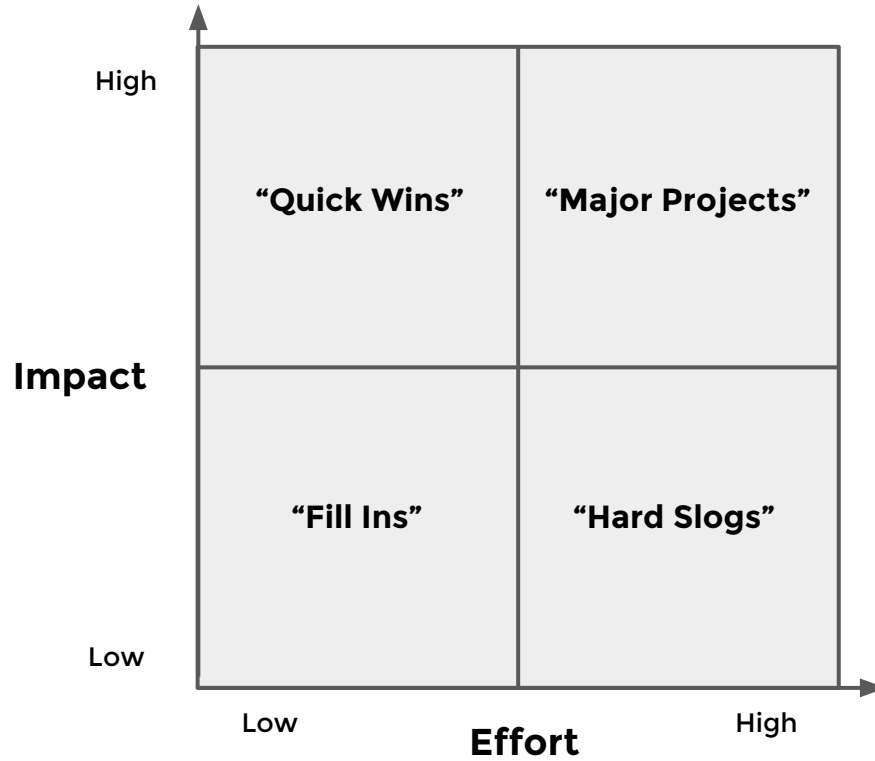 High
“Quick Wins”
“Major Projects”
Impact
“Fill Ins”
“Hard Slogs”
Low
Low
High
Effort